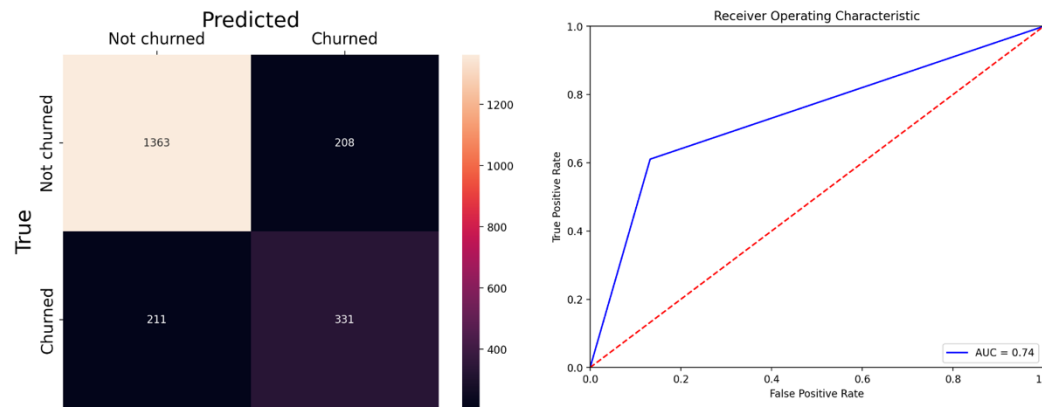 Predicted
Not churned Churned
True
Not churned
Churned
1363 208
211 331
1200
1000
800
600
400
Receiver Operating Characteristic
True Positive Rate
1.0
0.8
0.6
0.4
0.2
0.0
0.0 0.2 0.4 0.6 0.8
False Positive Rate
AUC = 0.74